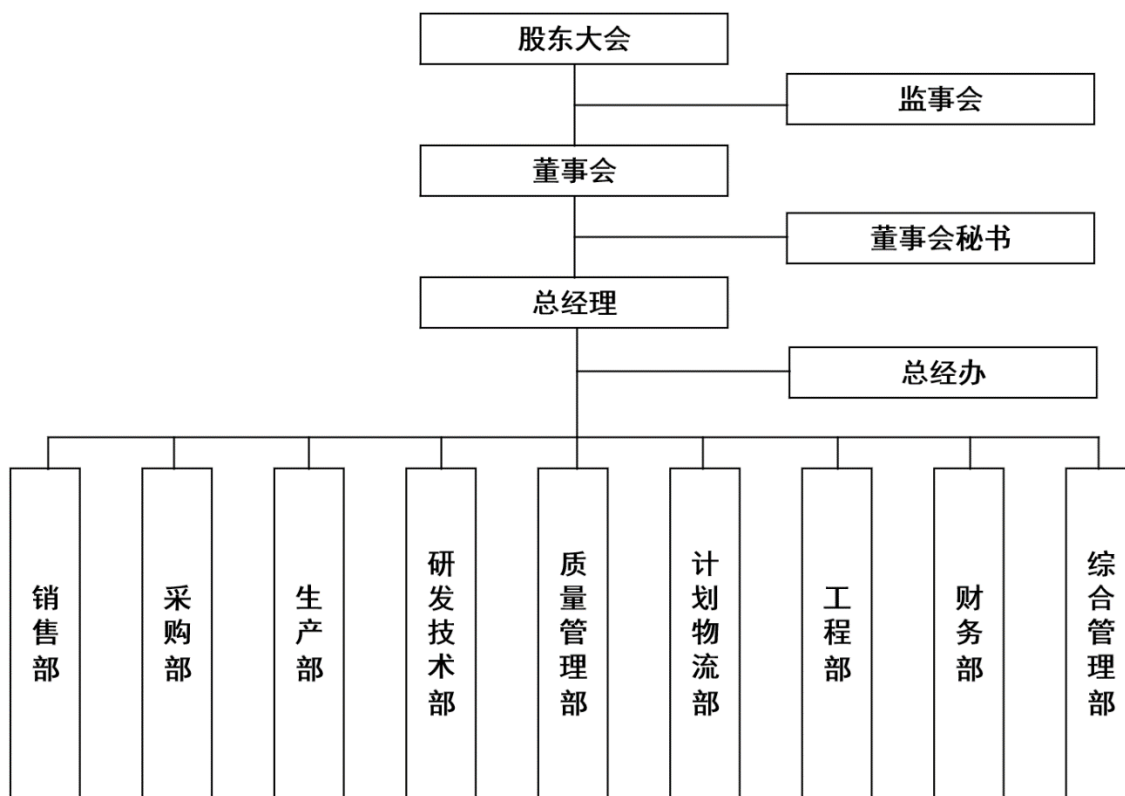 股东大会
监事会
董事会
董事会秘书
总经理
总经办
销售部
采购部
生产部
研发技术部
质量管理部
计划物流部
工程部
财务部
综合管理部